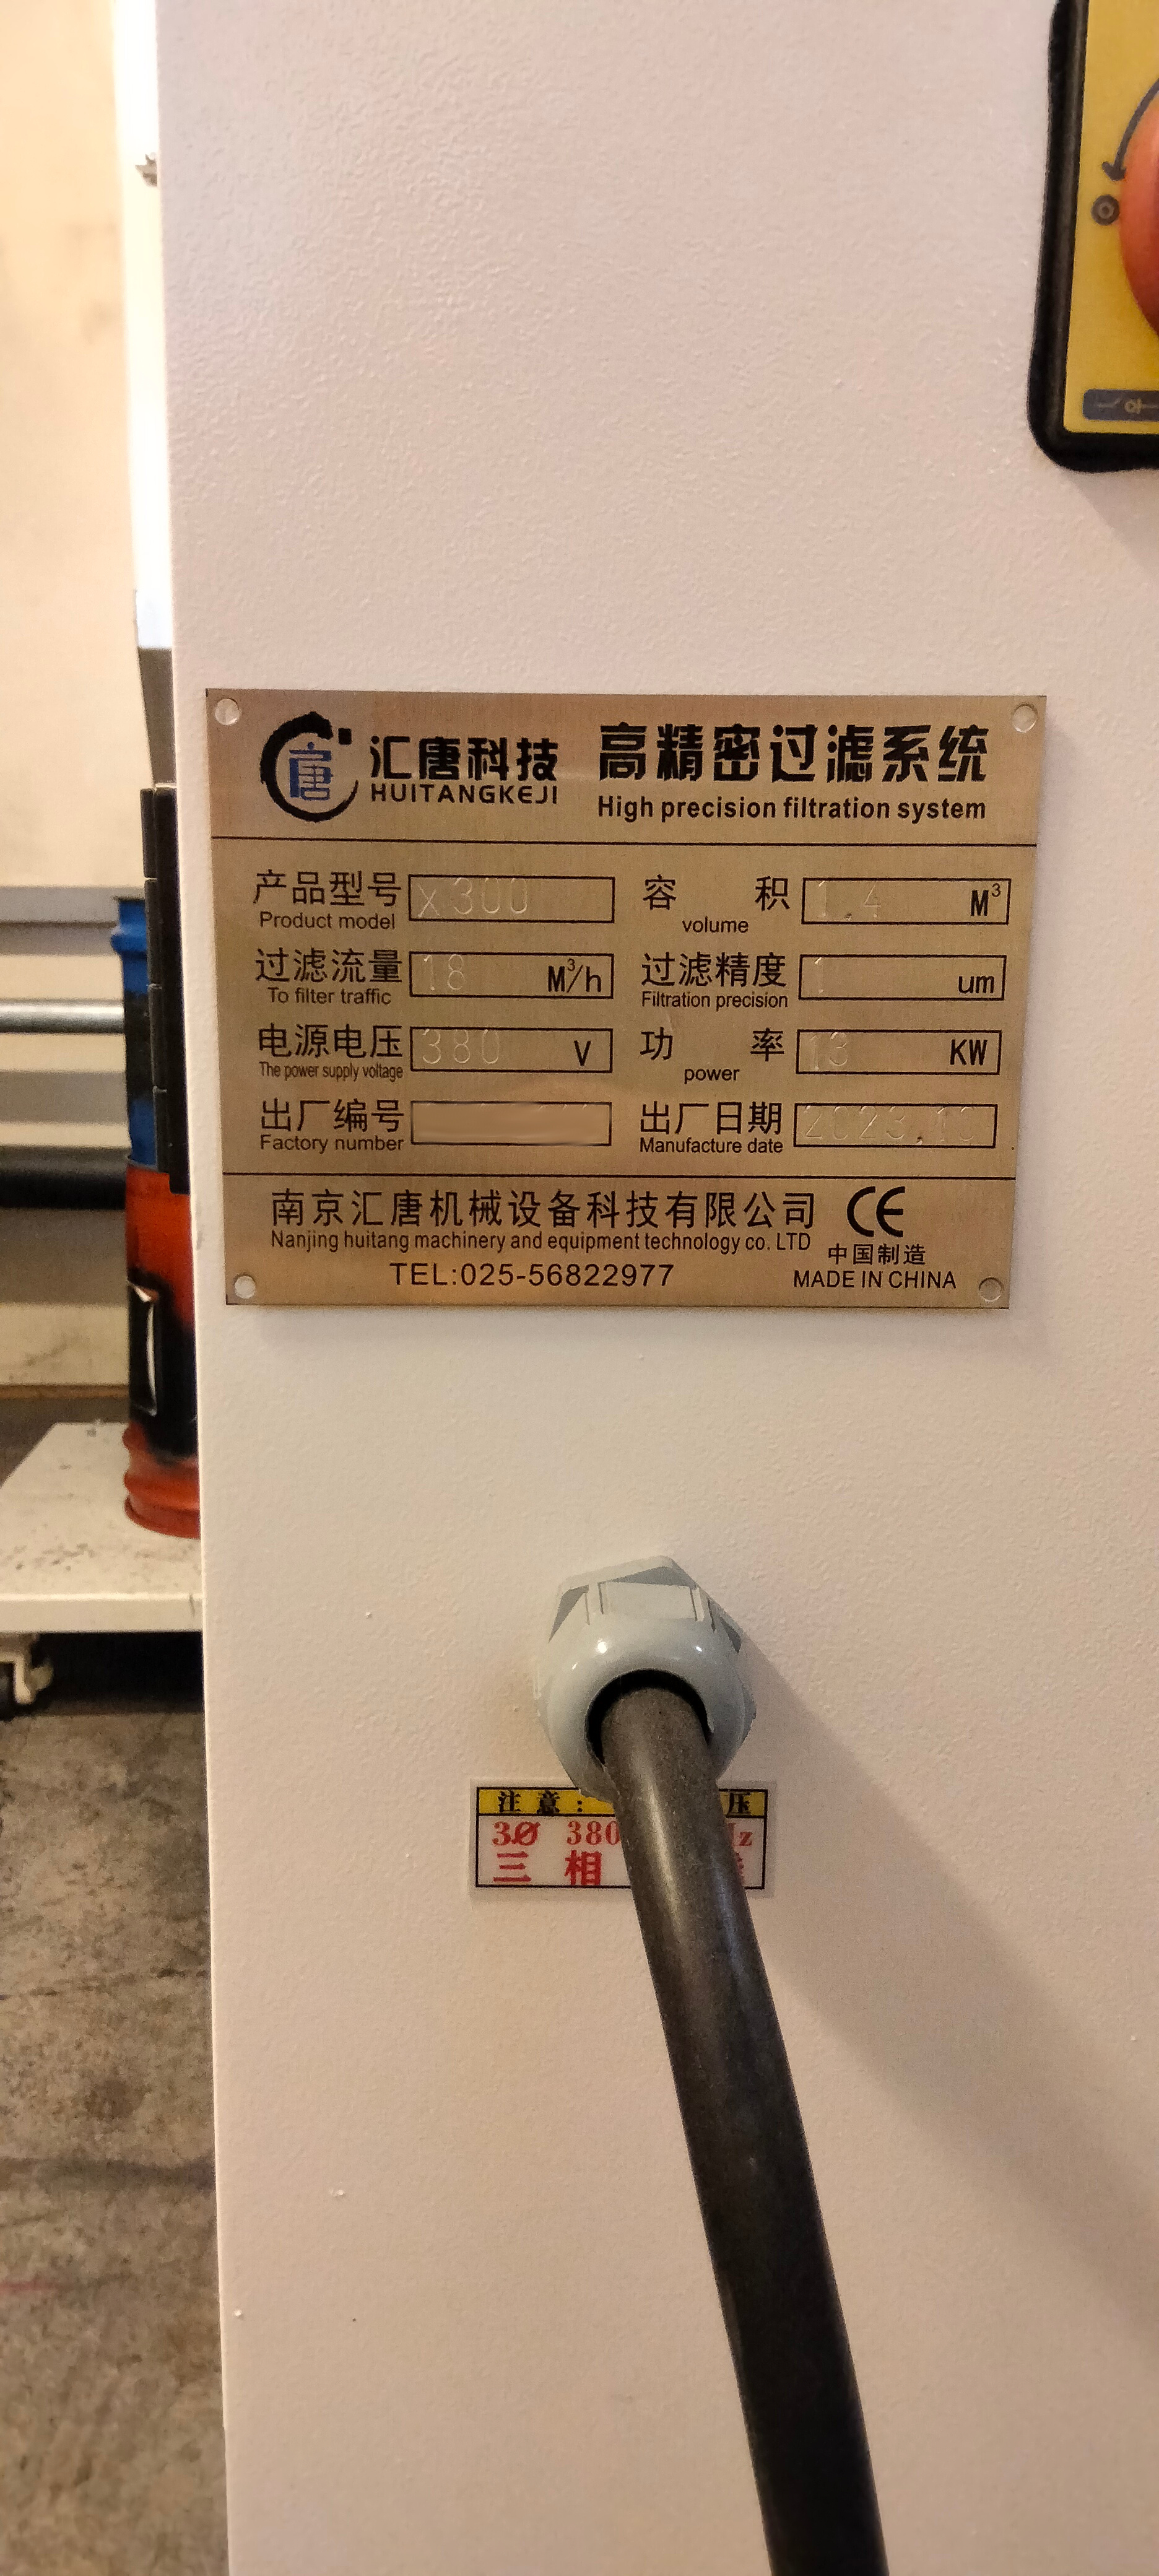 唐 汇唐科技 高精密过滤系统
HUITANGKEJI High precision filtration system
产品型号 x300 容 积 1.4 M³
Product model volume
过滤流量 18 M³/h 过滤精度 1 um
To filter traffic Filtration precision
电源电压 380 V 功 率 13 KW
The power supply voltage power
出厂编号 出厂日期 2023.10
Factory number Manufacture date
南京汇唐机械设备科技有限公司 CE
Nanjing huitang machinery and equipment technology co. LTD 中国制造
TEL:025-56822977 MADE IN CHINA
注意: 压
3Ø 380 Hz
三相